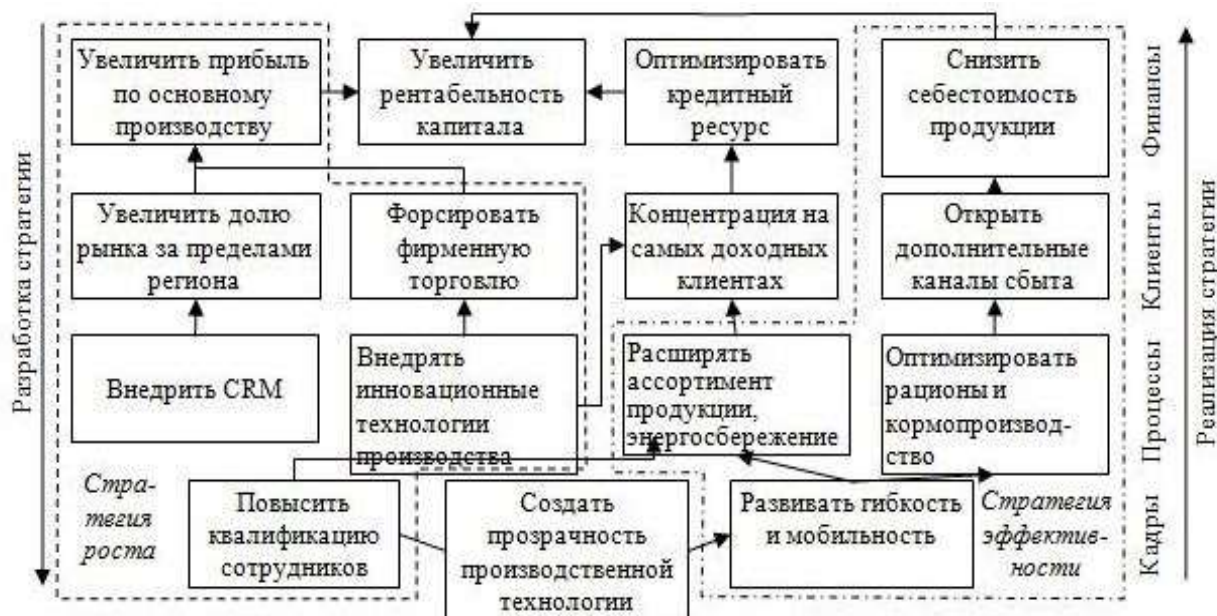 Увеличить прибыль
по основному
производству
Увеличить
рентабельность
капитала
Оптимизировать
кредитный
ресурс
Снизить
себестоимость
продукции
Финансы
Увеличить долю
рынка за пределами
региона
Форсировать
фирменную
торговлю
Концентрация на
самых доходных
клиентах
Открыть
дополнительные
каналы сбыта
Клиенты
Разработка стратегии
Реализация стратегии
Внедрить CRM
Внедрять
инновационные
технологии
производства
Расширять
ассортимент
продукции,
энергосбережение
Оптимизировать
рационы и
кормопроизвод-
ство
Процессы
Стра-
тегия
роста
Повысить
квалификацию
сотрудников
Создать
прозрачность
производственной
технологии
Развивать гибкость
и мобильность
Стратегия
эффектив-
ности
Кадры